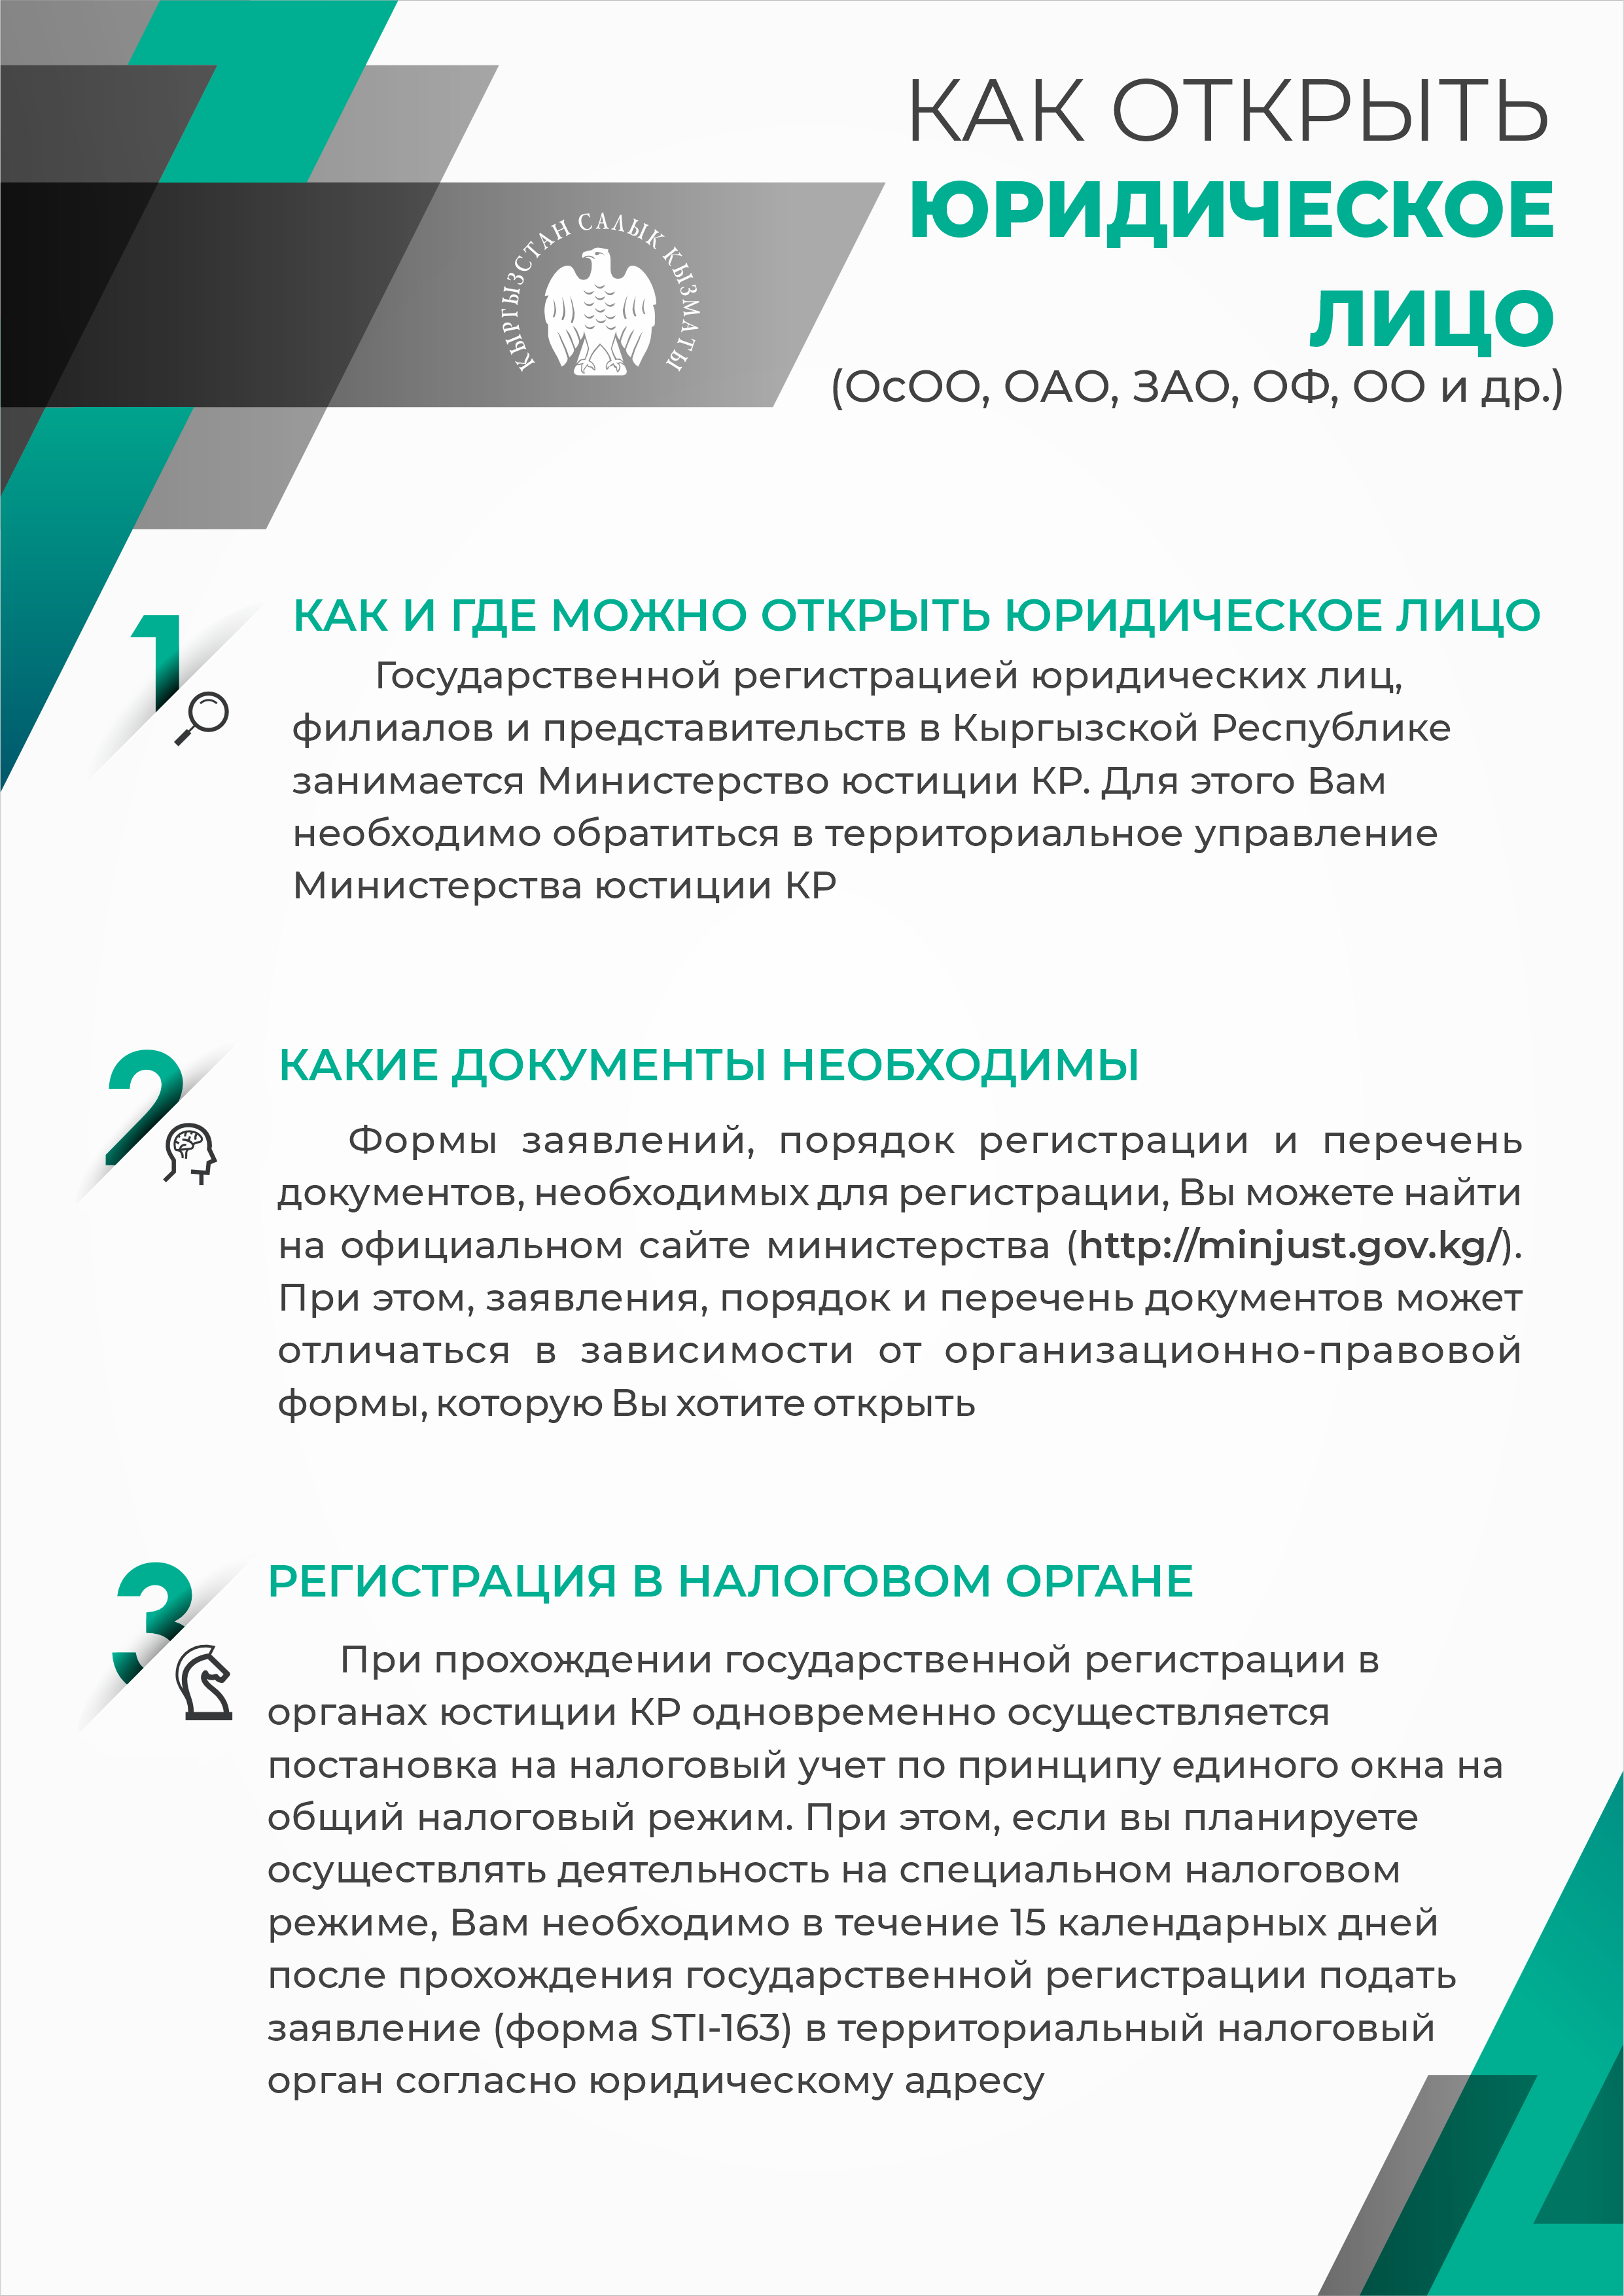 КЫРГЫЗСТАН САЛЫК КЫЗМАТЫ
КАК ОТКРЫТЬ
ЮРИДИЧЕСКОЕ
ЛИЦО
(ОсОО, ОАО, ЗАО, ОФ, ОО и др.)
1
КАК И ГДЕ МОЖНО ОТКРЫТЬ ЮРИДИЧЕСКОЕ ЛИЦО
Государственной регистрацией юридических лиц,
филиалов и представительств в Кыргызской Республике
занимается Министерство юстиции КР. Для этого Вам
необходимо обратиться в территориальное управление
Министерства юстиции КР
2
КАКИЕ ДОКУМЕНТЫ НЕОБХОДИМЫ
Формы заявлений, порядок регистрации и перечень
документов, необходимых для регистрации, Вы можете найти
на официальном сайте министерства (http://minjust.gov.kg/).
При этом, заявления, порядок и перечень документов может
отличаться в зависимости от организационно-правовой
формы, которую Вы хотите открыть
3
РЕГИСТРАЦИЯ В НАЛОГОВОМ ОРГАНЕ
При прохождении государственной регистрации в
органах юстиции КР одновременно осуществляется
постановка на налоговый учет по принципу единого окна на
общий налоговый режим. При этом, если вы планируете
осуществлять деятельность на специальном налоговом
режиме, Вам необходимо в течение 15 календарных дней
после прохождения государственной регистрации подать
заявление (форма STI-163) в территориальный налоговый
орган согласно юридическому адресу